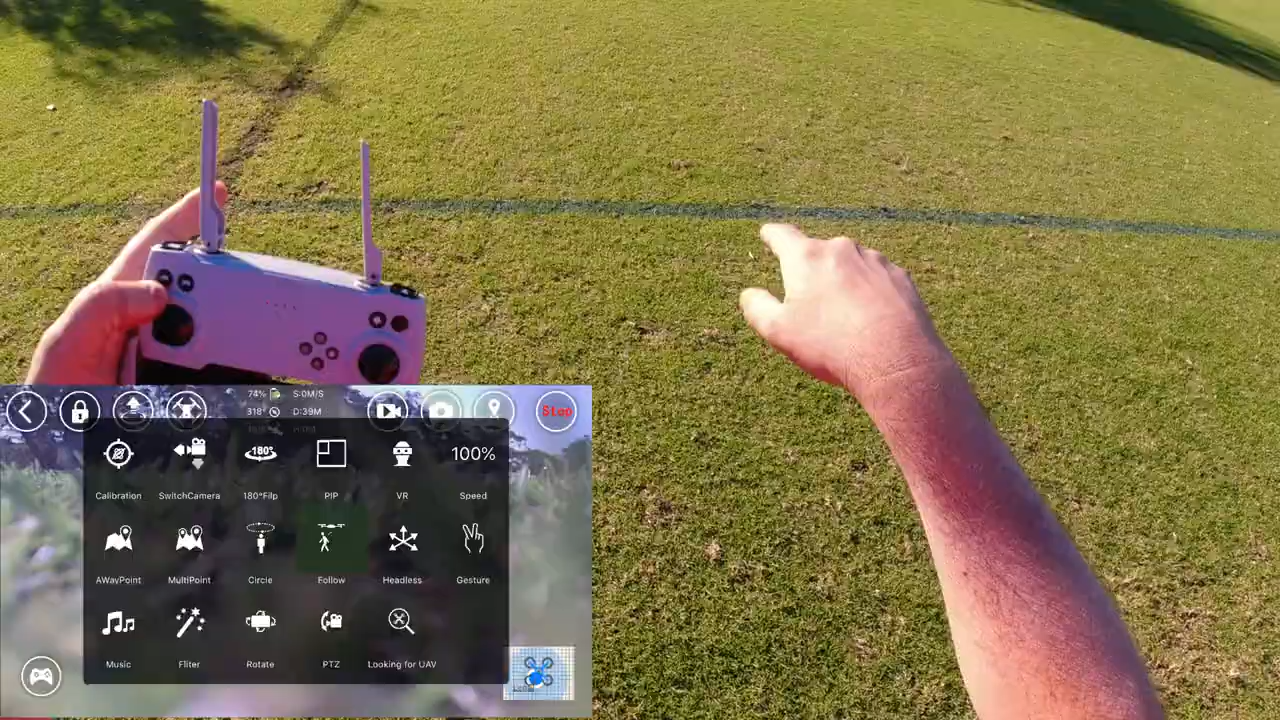 74% S:0M/S
Stop
318° D:39M
180°
100%
Calibration SwitchCamera 180°Filp PIP VR Speed
AWayPoint MultiPoint Circle Follow Headless Gesture
Music Fliter Rotate PTZ Looking for UAV